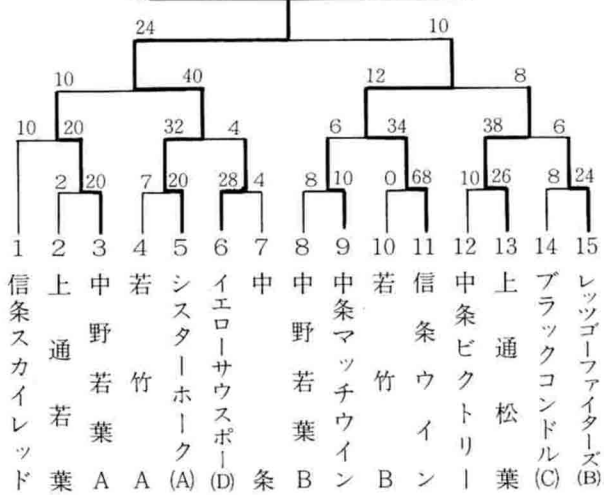 24 10
10 40 12 8
10 20 32 4 6 34 38 6
2 20 7 20 28 4 8 10 0 68 10 26 8 24
1 2 3 4 5 6 7 8 9 10 11 12 13 14 15
信条スカイレッド
上通若葉
中野若葉A
若竹A
シスターホーク(A)
イエローサウスポー(D)
中条
中野若葉B
中条マッチウイン
若竹B
信条ウイン
中条ビクトリー
上通松葉
ブラックコンドル(C)
レッツゴーファイターズ(B)